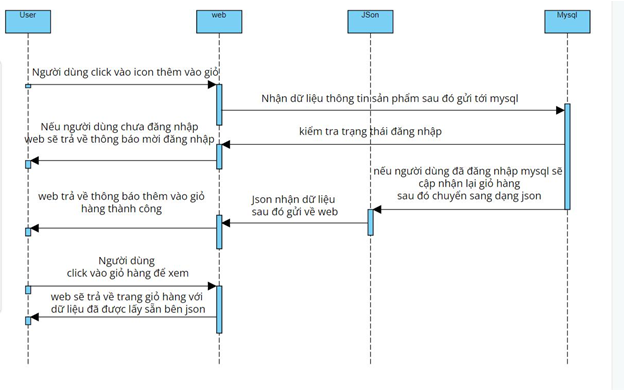 User
web
JSon
Mysql
Người dùng click vào icon thêm vào giỏ
Nhận dữ liệu thông tin sản phẩm sau đó gửi tới mysql
Nếu người dùng chưa đăng nhập
web sẽ trả về thông báo mời đăng nhập
kiểm tra trạng thái đăng nhập
nếu người dùng đã đăng nhập mysql sẽ
cập nhận lại giỏ hàng
sau đó chuyển sang dạng json
web trả về thông báo thêm vào giỏ
hàng thành công
Json nhận dữ liệu
sau đó gửi về web
Người dùng
click vào giỏ hàng để xem
web sẽ trả về trang giỏ hàng với
dữ liệu đã được lấy sẵn bên json